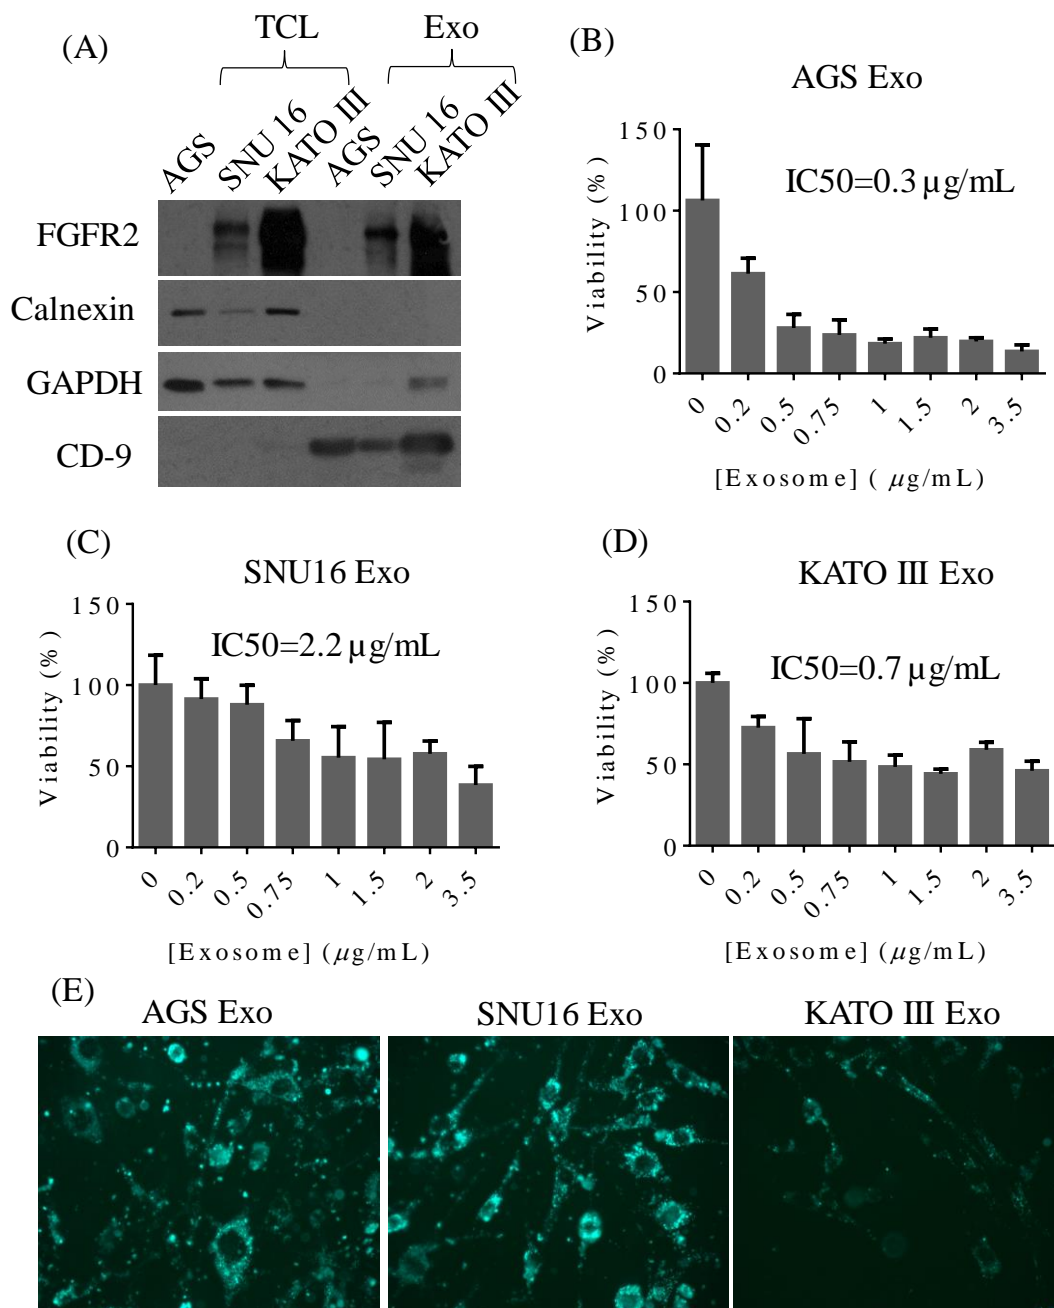 (A)
TCL
Exo
AGS
SNU 16
KATO III
AGS
SNU 16
KATO III
FGFR2
Calnexin
GAPDH
CD-9
(B)
AGS Exo
IC50=0.3 µg/mL
Viability (%)
150
100
50
0
0
0.2
0.5
0.75
1
1.5
2
3.5
[Exosome] ( µg/mL)
(C)
SNU16 Exo
IC50=2.2 µg/mL
Viability (%)
150
100
50
0
0
0.2
0.5
0.75
1
1.5
2
3.5
[Exosome] (µg/mL)
(D)
KATO III Exo
IC50=0.7 µg/mL
Viability (%)
150
100
50
0
0
0.2
0.5
0.75
1
1.5
2
3.5
[Exosome] (µg/mL)
(E)
AGS Exo
SNU16 Exo
KATO III Exo